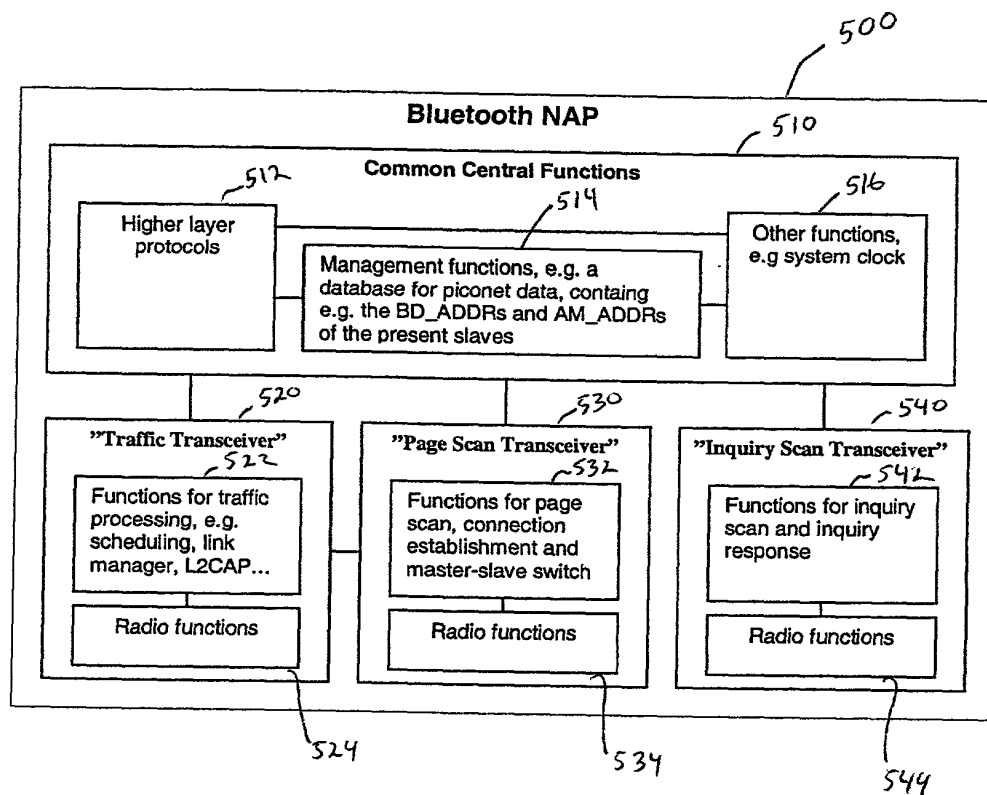 500
Bluetooth NAP
510
Common Central Functions
512
514
516
Higher layer
protocols
Management functions, e.g. a
database for piconet data, containg
e.g. the BD_ADDRs and AM_ADDRs
of the present slaves
Other functions,
e.g system clock
520
530
540
"Traffic Transceiver"
"Page Scan Transceiver"
"Inquiry Scan Transceiver"
522
532
542
Functions for traffic
processing, e.g.
scheduling, link
manager, L2CAP...
Functions for page
scan, connection
establishment and
master-slave switch
Functions for inquiry
scan and inquiry
response
Radio functions
Radio functions
Radio functions
524
534
544